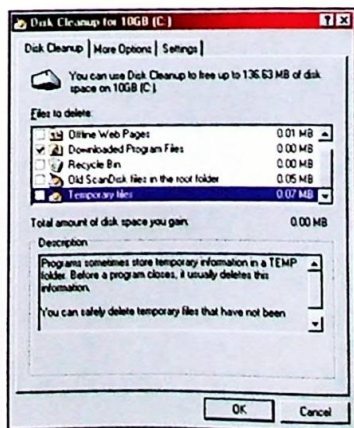 Disk Cleanup for 10GB (C:)
Disk Cleanup More Options Settings
You can use Disk Cleanup to free up to 136.63 MB of disk
space on 10GB (C:).
Files to delete:
Offline Web Pages 0.01 MB
Downloaded Program Files 0.00 MB
Recycle Bin 0.00 MB
Old ScanDisk files in the root folder 0.05 MB
Temporary files 0.07 MB
Total amount of disk space you gain: 0.00 MB
Description
Programs sometimes store temporary information in a TEMP
folder. Before a program closes, it usually deletes this
information.
You can safely delete temporary files that have not been
OK Cancel